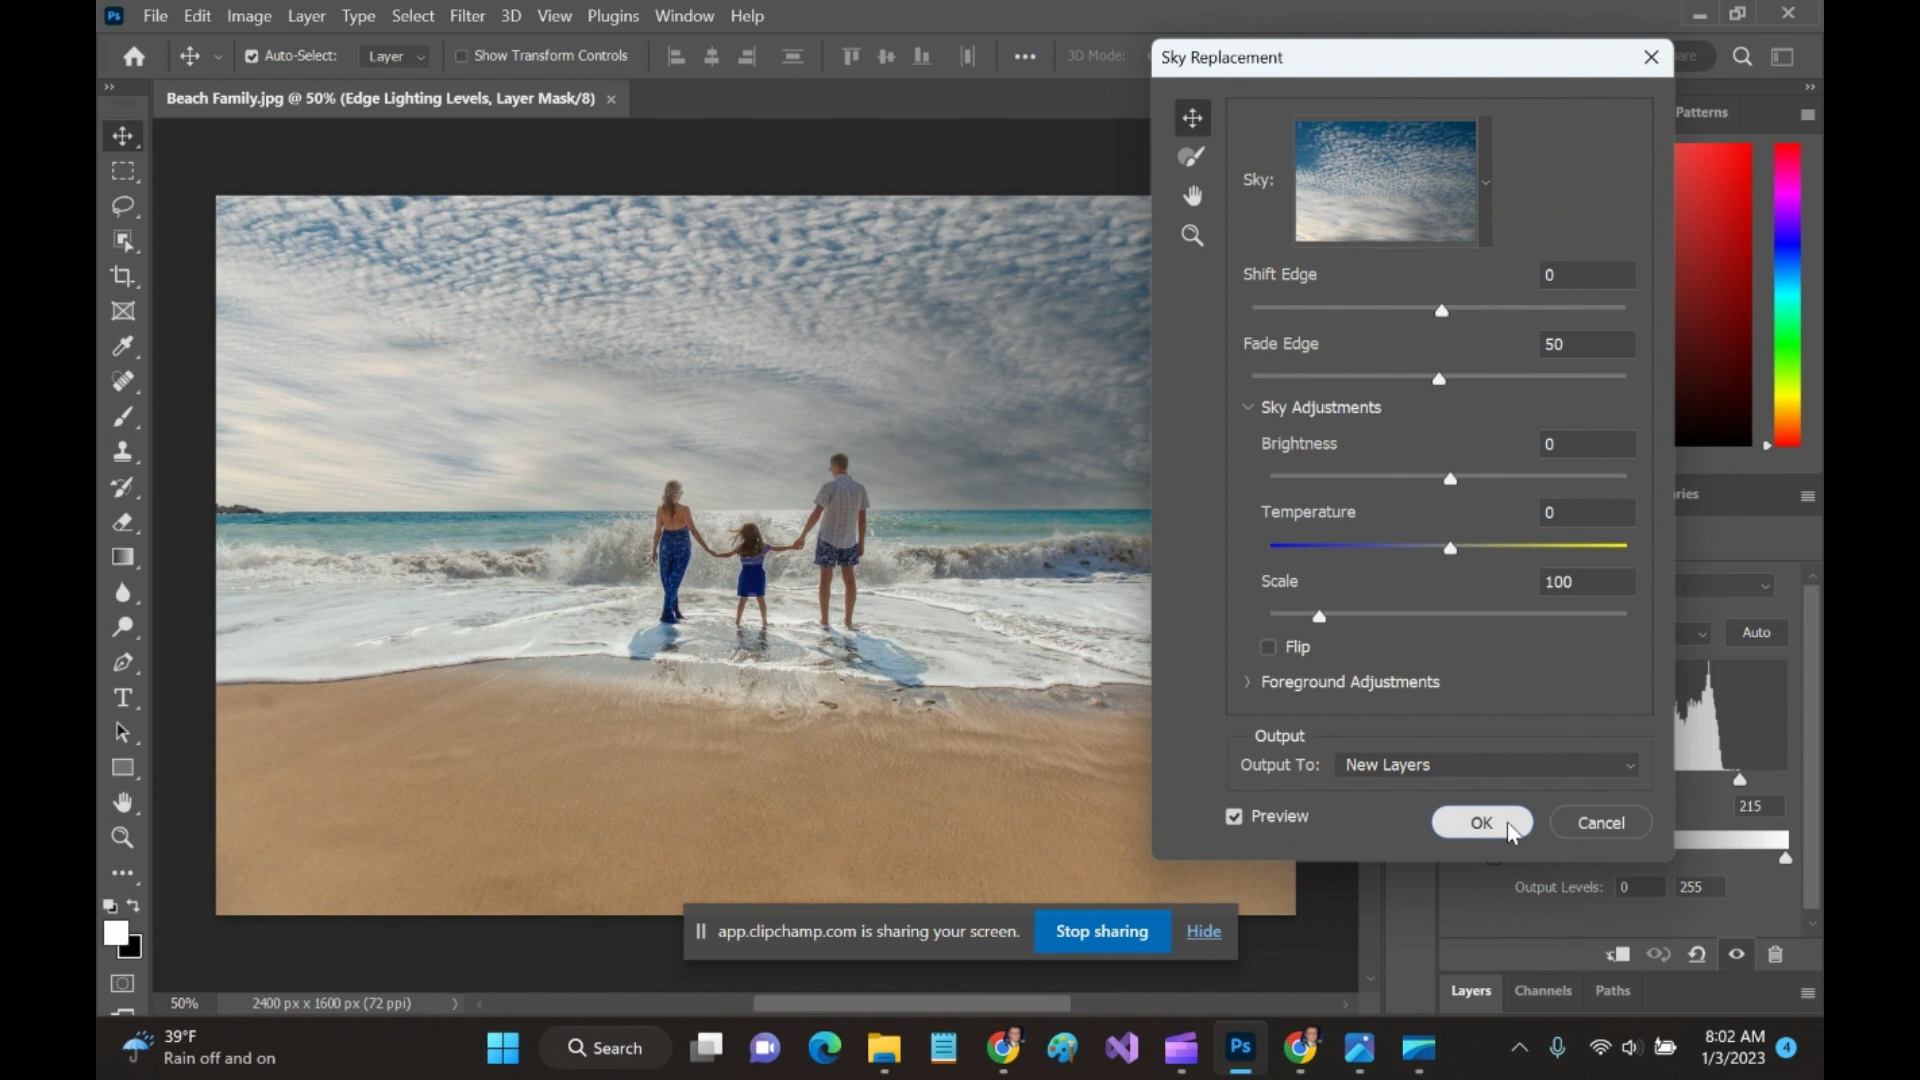 Ps File Edit Image Layer Type Select Filter 3D View Plugins Window Help
Auto-Select: Layer Show Transform Controls 3D Mode:
Beach Family.jpg @ 50% (Edge Lighting Levels, Layer Mask/8)
Sky Replacement
Patterns
Sky:
Shift Edge 0
Fade Edge 50
Sky Adjustments
Brightness 0
Temperature 0
Scale 100
Flip
Foreground Adjustments
Output
Output To: New Layers
Preview OK Cancel
Auto
215
Output Levels: 0 255
app.clipchamp.com is sharing your screen. Stop sharing Hide
Layers Channels Paths
50% 2400 px x 1600 px (72 ppi)
39°F
Rain off and on
Search
Ps
8:02 AM
1/3/2023
4